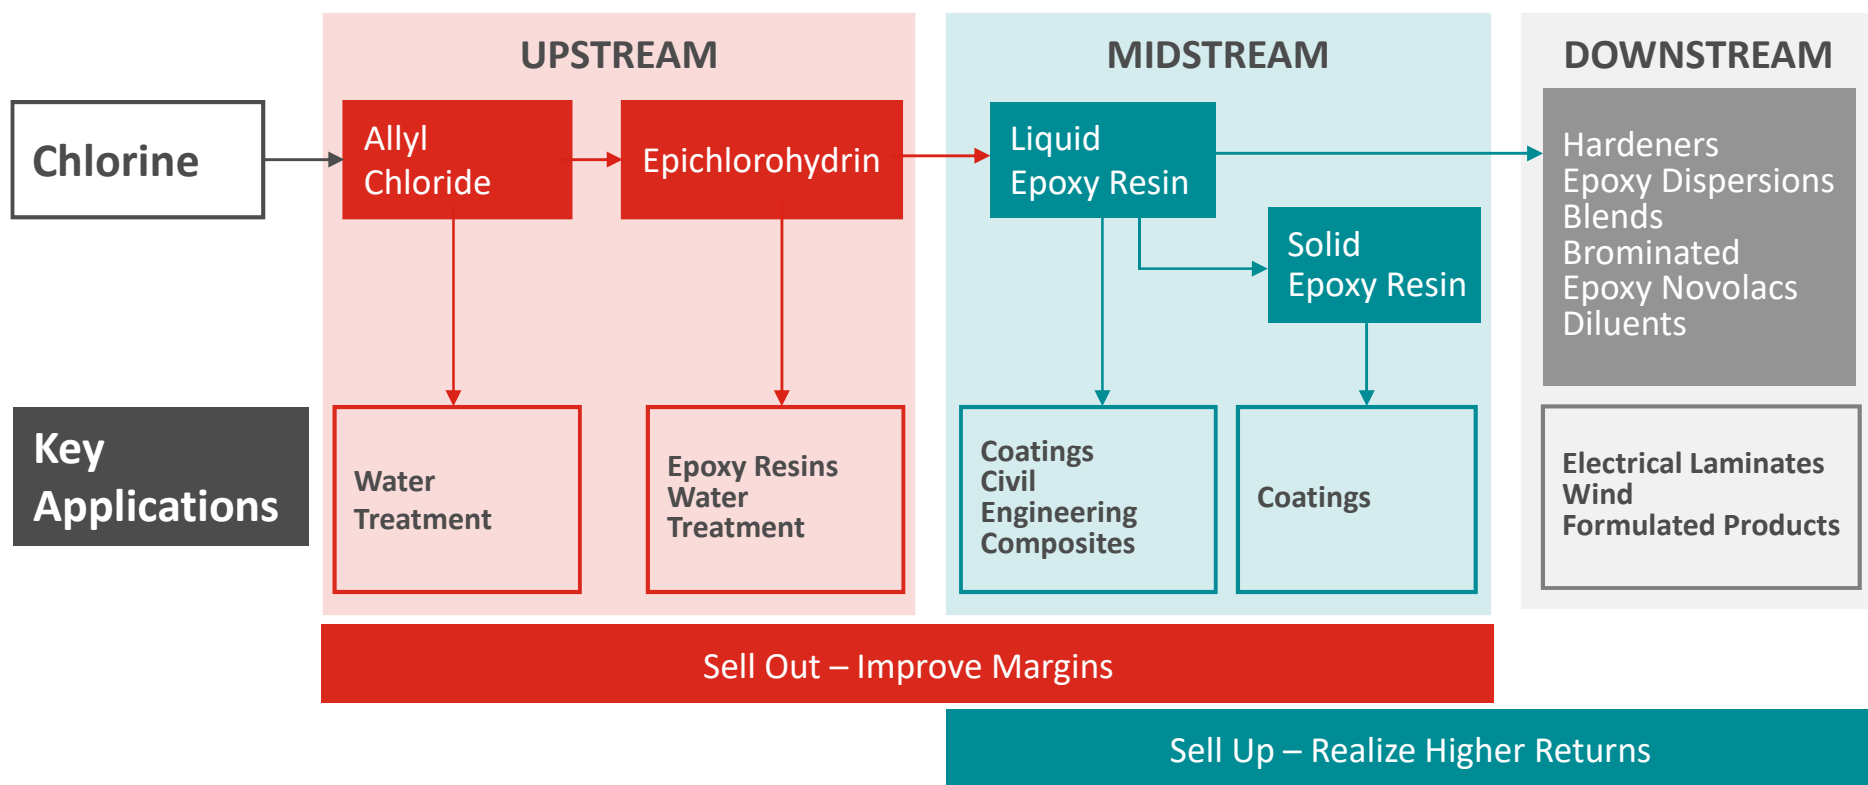 UPSTREAM
MIDSTREAM
DOWNSTREAM
Chlorine
Allyl
Chloride
Epichlorohydrin
Liquid
Epoxy Resin
Solid
Epoxy Resin
Hardeners
Epoxy Dispersions
Blends
Brominated
Epoxy Novolacs
Diluents
Key
Applications
Water
Treatment
Epoxy Resins
Water
Treatment
Coatings
Civil
Engineering
Composites
Coatings
Electrical Laminates
Wind
Formulated Products
Sell Out – Improve Margins
Sell Up – Realize Higher Returns